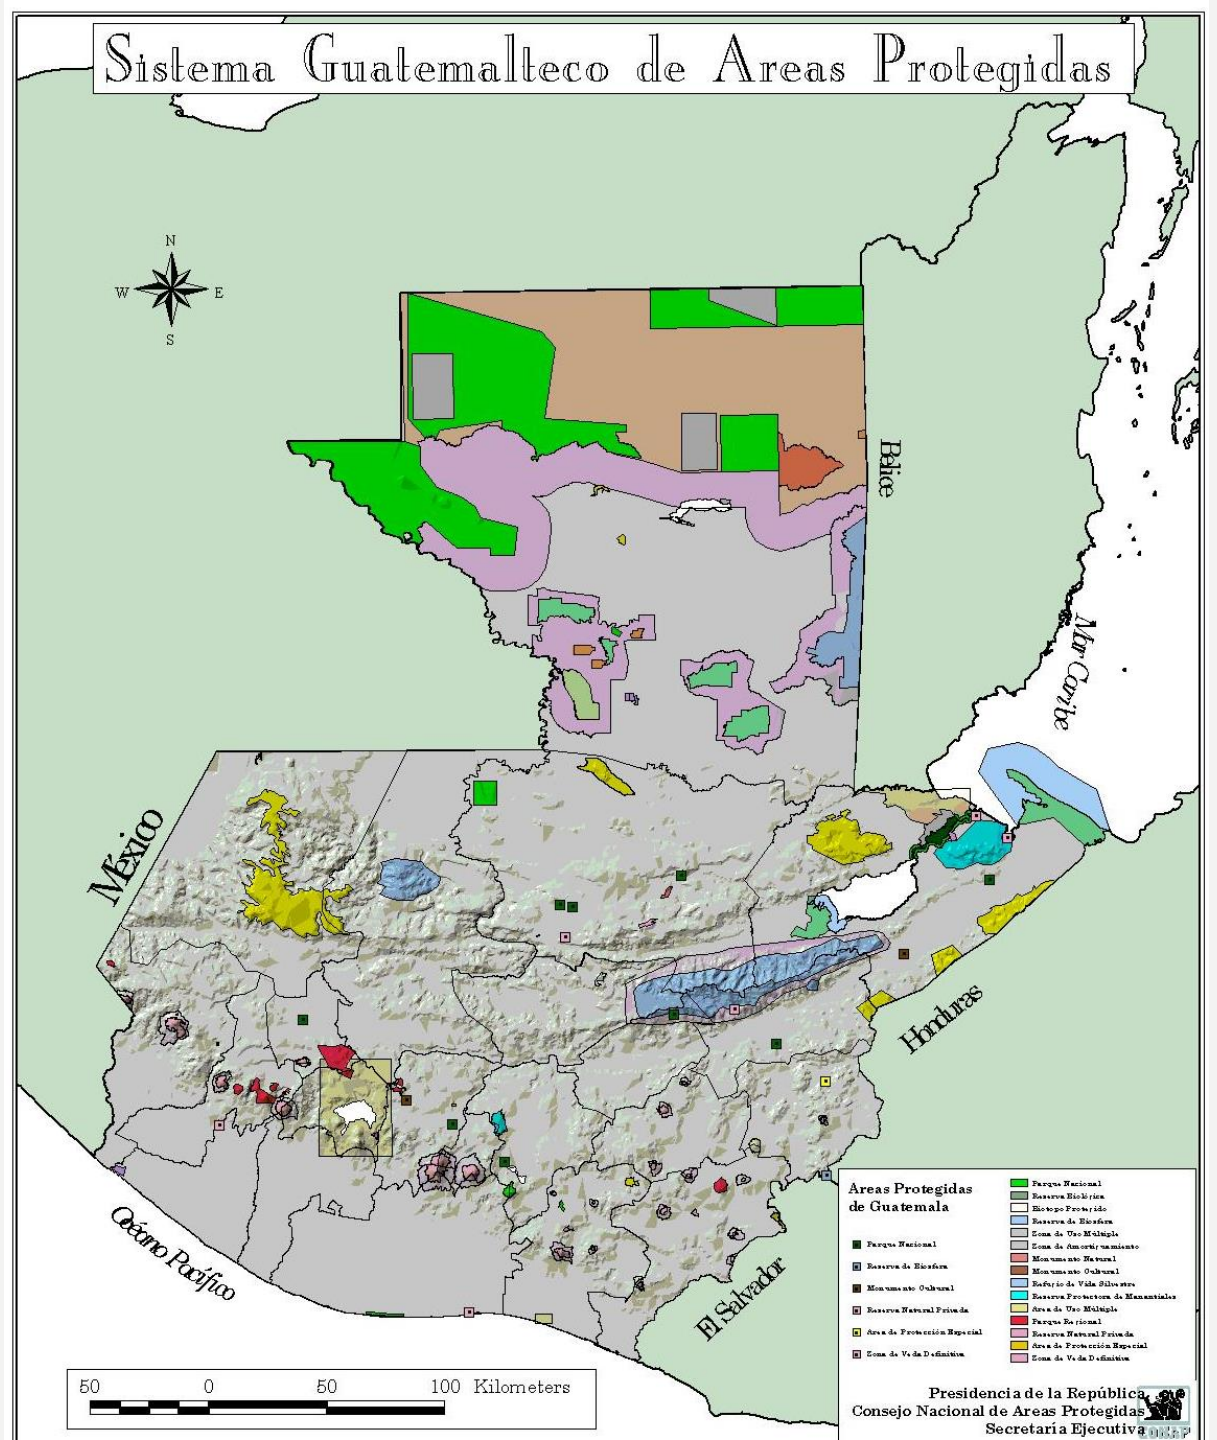 Sistema Guatemalteco de Areas Protegidas
N
W
E
S
Belice
Mar Caribe
México
Honduras
Océano Pacífico
El Salvador
Areas Protegidas
de Guatemala
Parque Nacional
Reserva de Biosfera
Monumento Cultural
Reserva Natural Privada
Area de Protección Especial
Zona de Veda Definitiva
Parque Nacional
Reserva Biológica
Biotopo Protegido
Reserva de Biosfera
Zona de Uso Múltiple
Zona de Amortiguamiento
Monumento Natural
Monumento Cultural
Refugio de Vida Silvestre
Reserva Protectora de Manantiales
Area de Uso Múltiple
Parque Regional
Reserva Natural Privada
Area de Protección Especial
Zona de Veda Definitiva
50 0 50 100 Kilometers
Presidencia de la República
Consejo Nacional de Areas Protegidas
Secretaría Ejecutiva
CONAP